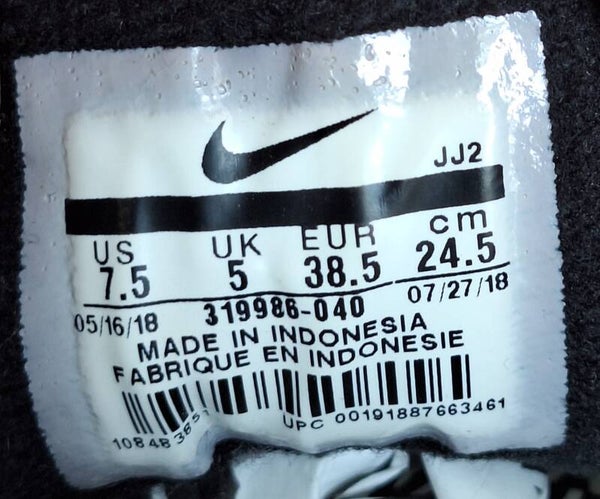 JJ2
US UK EUR cm
7.5 5 38.5 24.5
05/16/18 319986-040 07/27/18
MADE IN INDONESIA
FABRIQUE EN INDONESIE
UPC 00191887663461